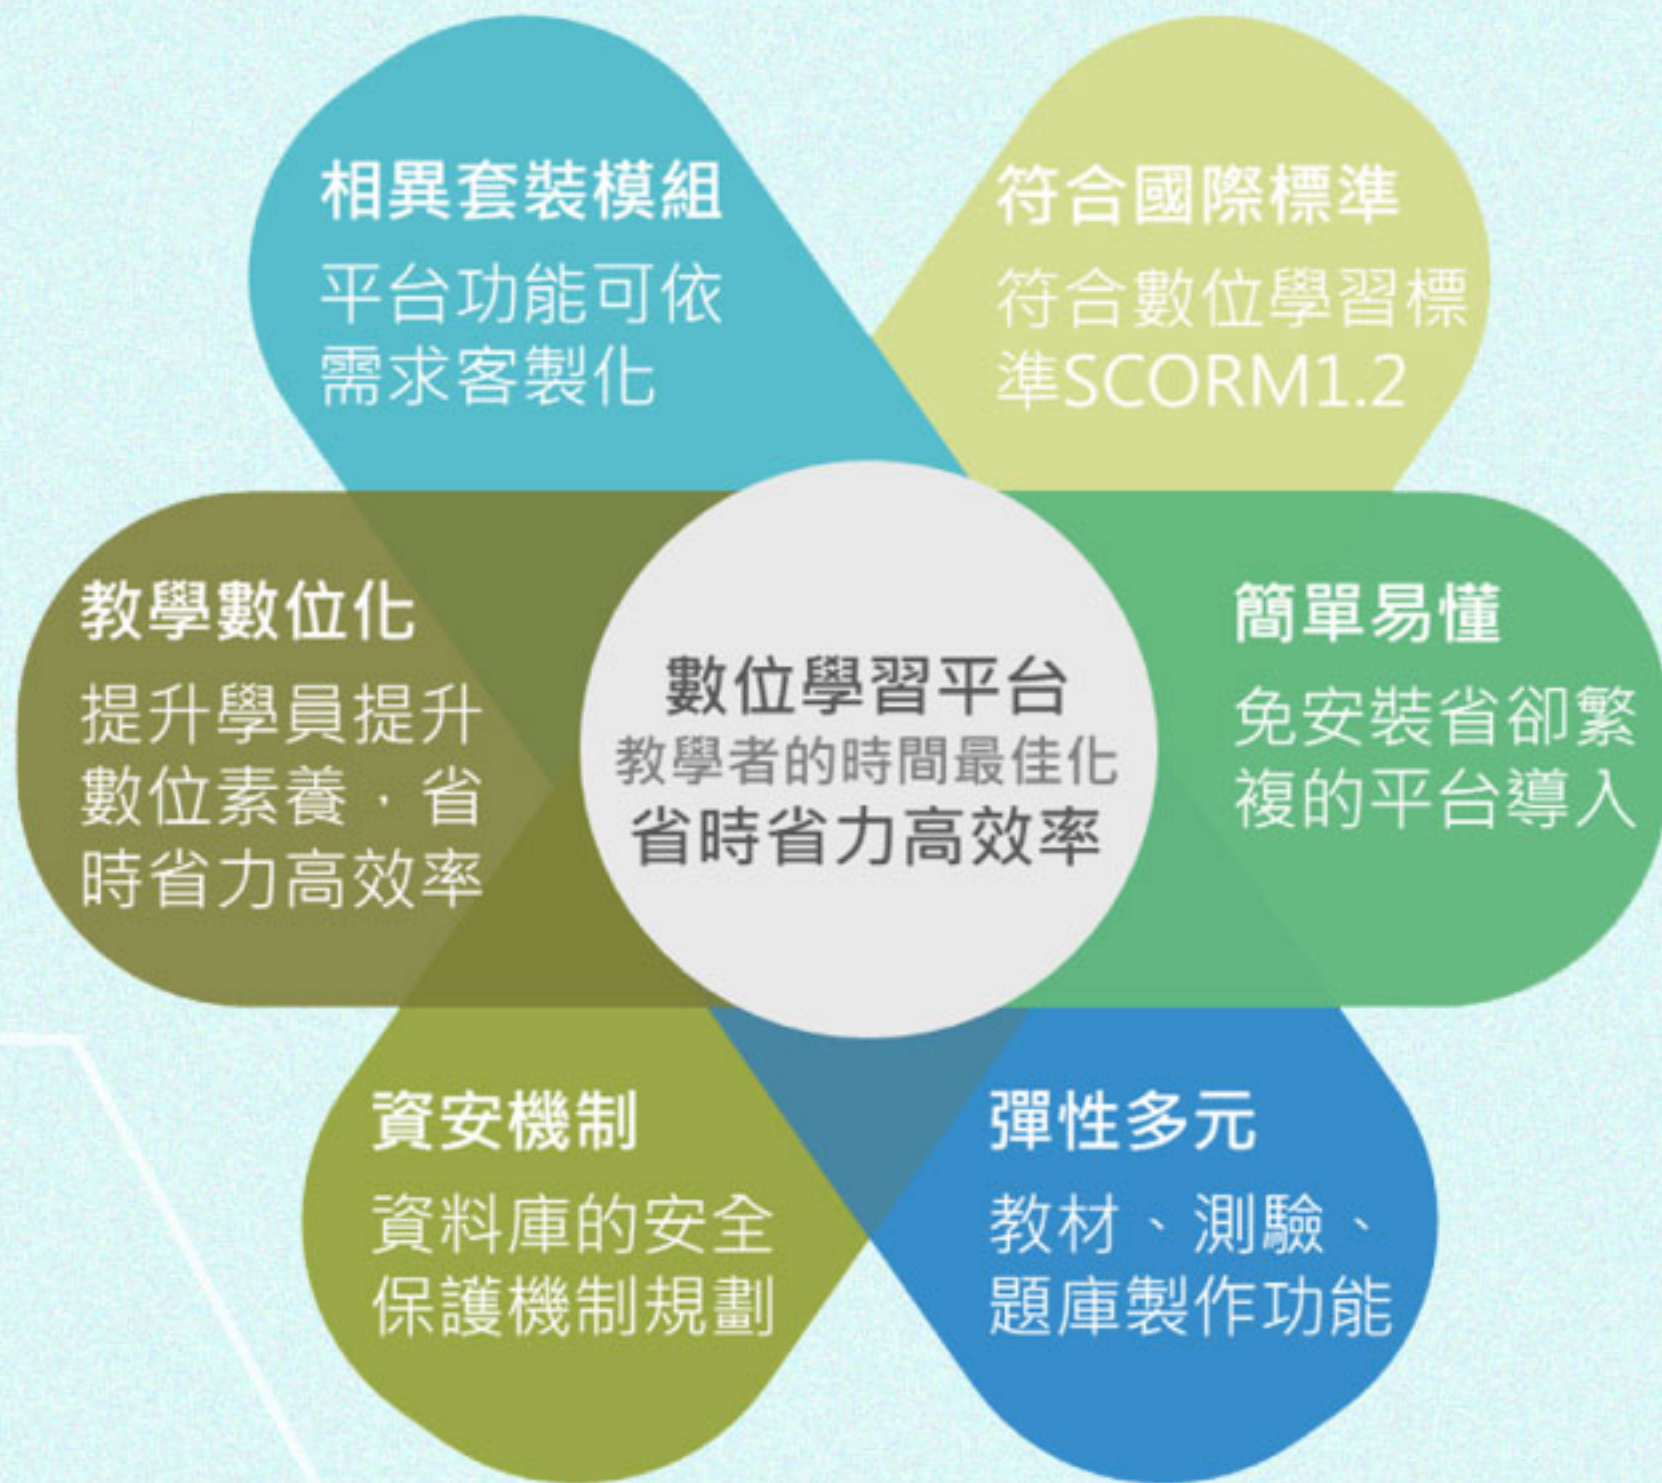 相異套裝模組
平台功能可依
需求客製化
符合國際標準
符合數位學習標
準SCORM1.2
教學數位化
提升學員提升
數位素養，省
時省力高效率
數位學習平台
教學者的時間最佳化
省時省力高效率
簡單易懂
免安裝省卻繁
複的平台導入
資安機制
資料庫的安全
保護機制規劃
彈性多元
教材、測驗、
題庫製作功能